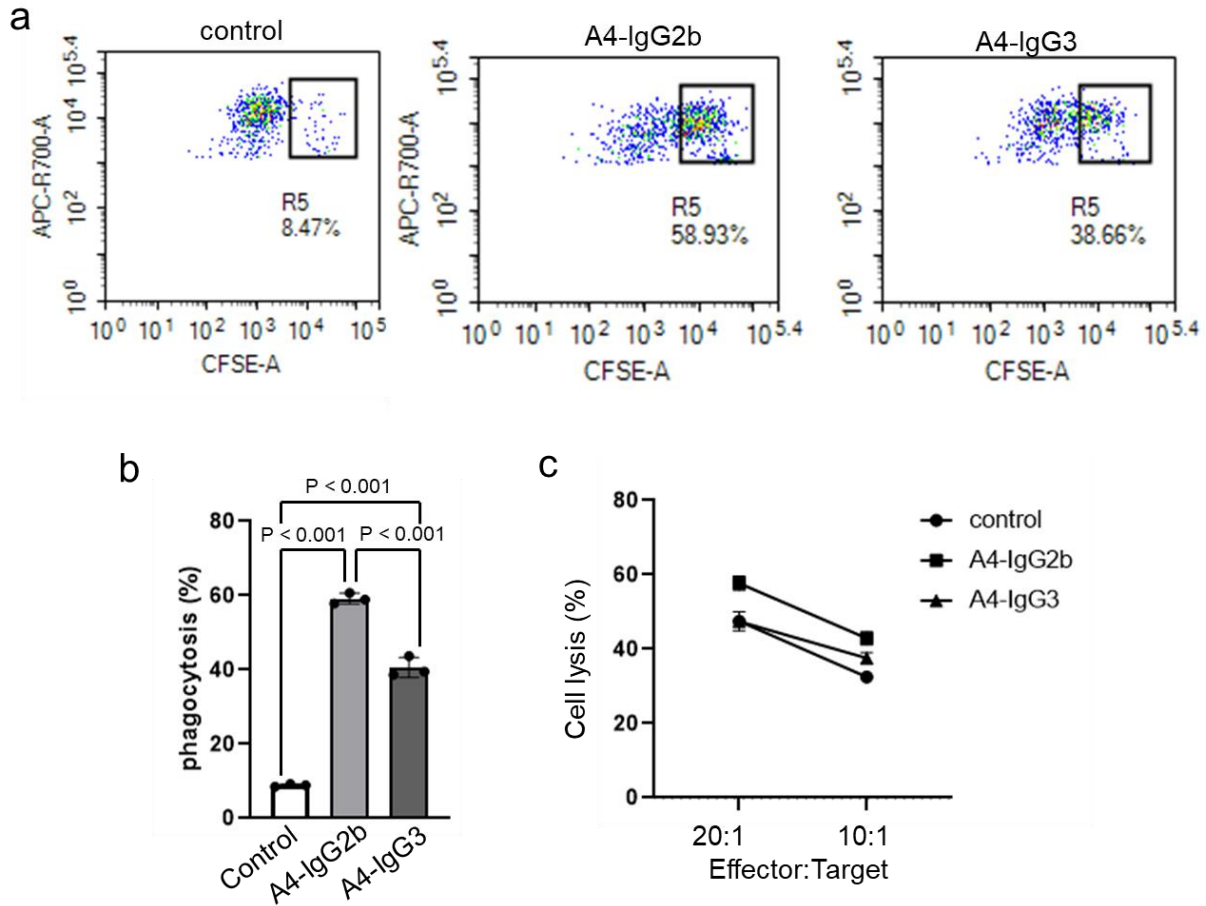 a
control
A4-IgG2b
A4-IgG3
10^5.4
10^4
10^2
10^0
APC-R700-A
R5
8.47%
10^0 10^1 10^2 10^3 10^4 10^5
CFSE-A
10^5.4
10^4
10^2
10^0
APC-R700-A
R5
58.93%
10^0 10^1 10^2 10^3 10^4 10^5.4
CFSE-A
10^5.4
10^4
10^2
10^0
R5
38.66%
10^0 10^1 10^2 10^3 10^4 10^5.4
CFSE-A
b
P < 0.001
P < 0.001 P < 0.001
80
60
40
20
0
phagocytosis (%)
Control
A4-IgG2b
A4-IgG3
c
80
60
40
20
0
Cell lysis (%)
control
A4-IgG2b
A4-IgG3
20:1 10:1
Effector:Target